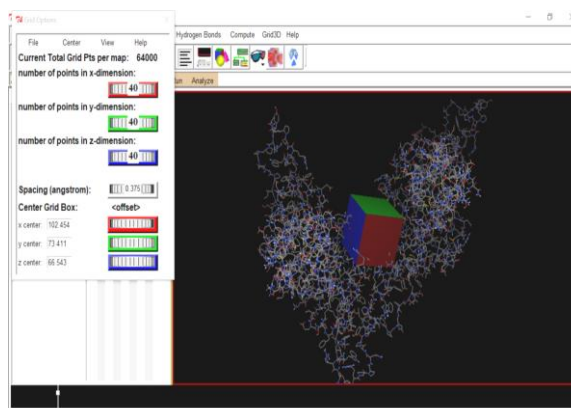 Grid Options
Hydrogen Bonds Compute Grid3D Help
File Center View Help
Current Total Grid Pts per map: 64000
number of points in x-dimension:
40
number of points in y-dimension:
40
number of points in z-dimension:
40
Spacing (angstrom): 0.375
Center Grid Box: <offset>
x center: 102.454
y center: 73.411
z center: 66.543
Analyze